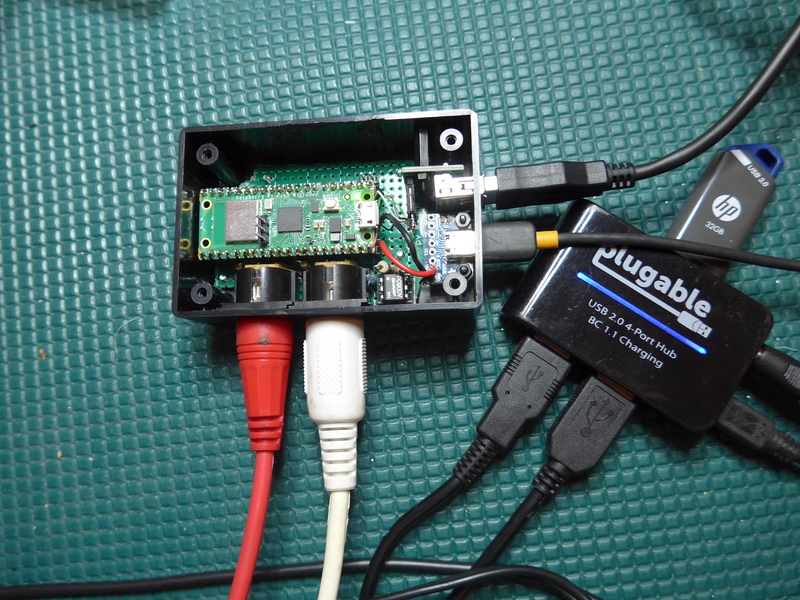 USB 3.0
hp
32GB
plugable
USB 2.0 4-Port Hub
BC 1.1 Charging